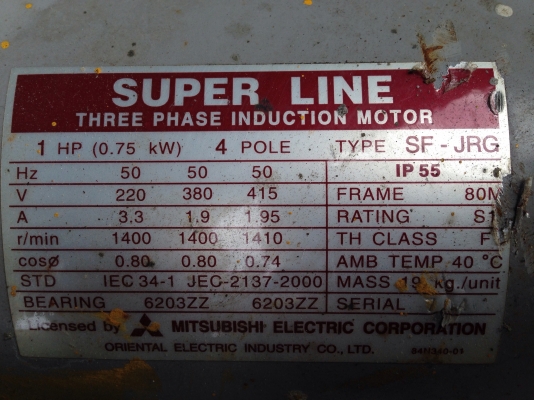 SUPER LINE
THREE PHASE INDUCTION MOTOR
1 HP (0.75 kW) 4 POLE TYPE SF-JRG
Hz 50 50 50 IP 55
V 220 380 415 FRAME 80M
A 3.3 1.9 1.95 RATING S1
r/min 1400 1400 1410 TH CLASS F
cosø 0.80 0.80 0.74 AMB TEMP 40 °C
STD IEC 34-1 JEC-2137-2000 MASS 19 kg./unit
BEARING 6203ZZ 6203ZZ SERIAL
Licensed by MITSUBISHI ELECTRIC CORPORATION
ORIENTAL ELECTRIC INDUSTRY CO., LTD.